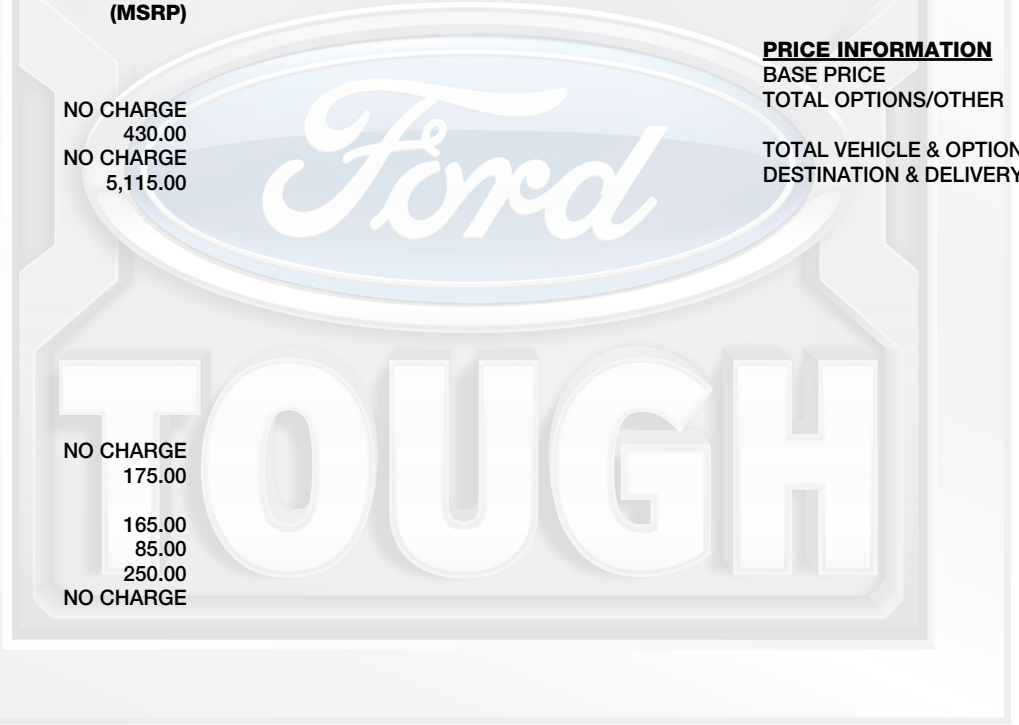 (MSRP)
NO CHARGE
430.00
NO CHARGE
5,115.00
NO CHARGE
175.00
165.00
85.00
250.00
NO CHARGE
PRICE INFORMATION
BASE PRICE
TOTAL OPTIONS/OTHER
TOTAL VEHICLE & OPTION
DESTINATION & DELIVERY
Ford
TOUGH